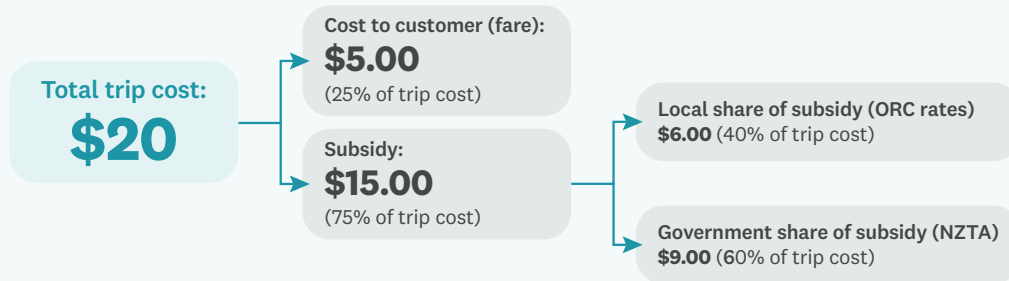 Total trip cost:
$20
Cost to customer (fare):
$5.00
(25% of trip cost)
Subsidy:
$15.00
(75% of trip cost)
Local share of subsidy (ORC rates)
$6.00 (40% of trip cost)
Government share of subsidy (NZTA)
$9.00 (60% of trip cost)